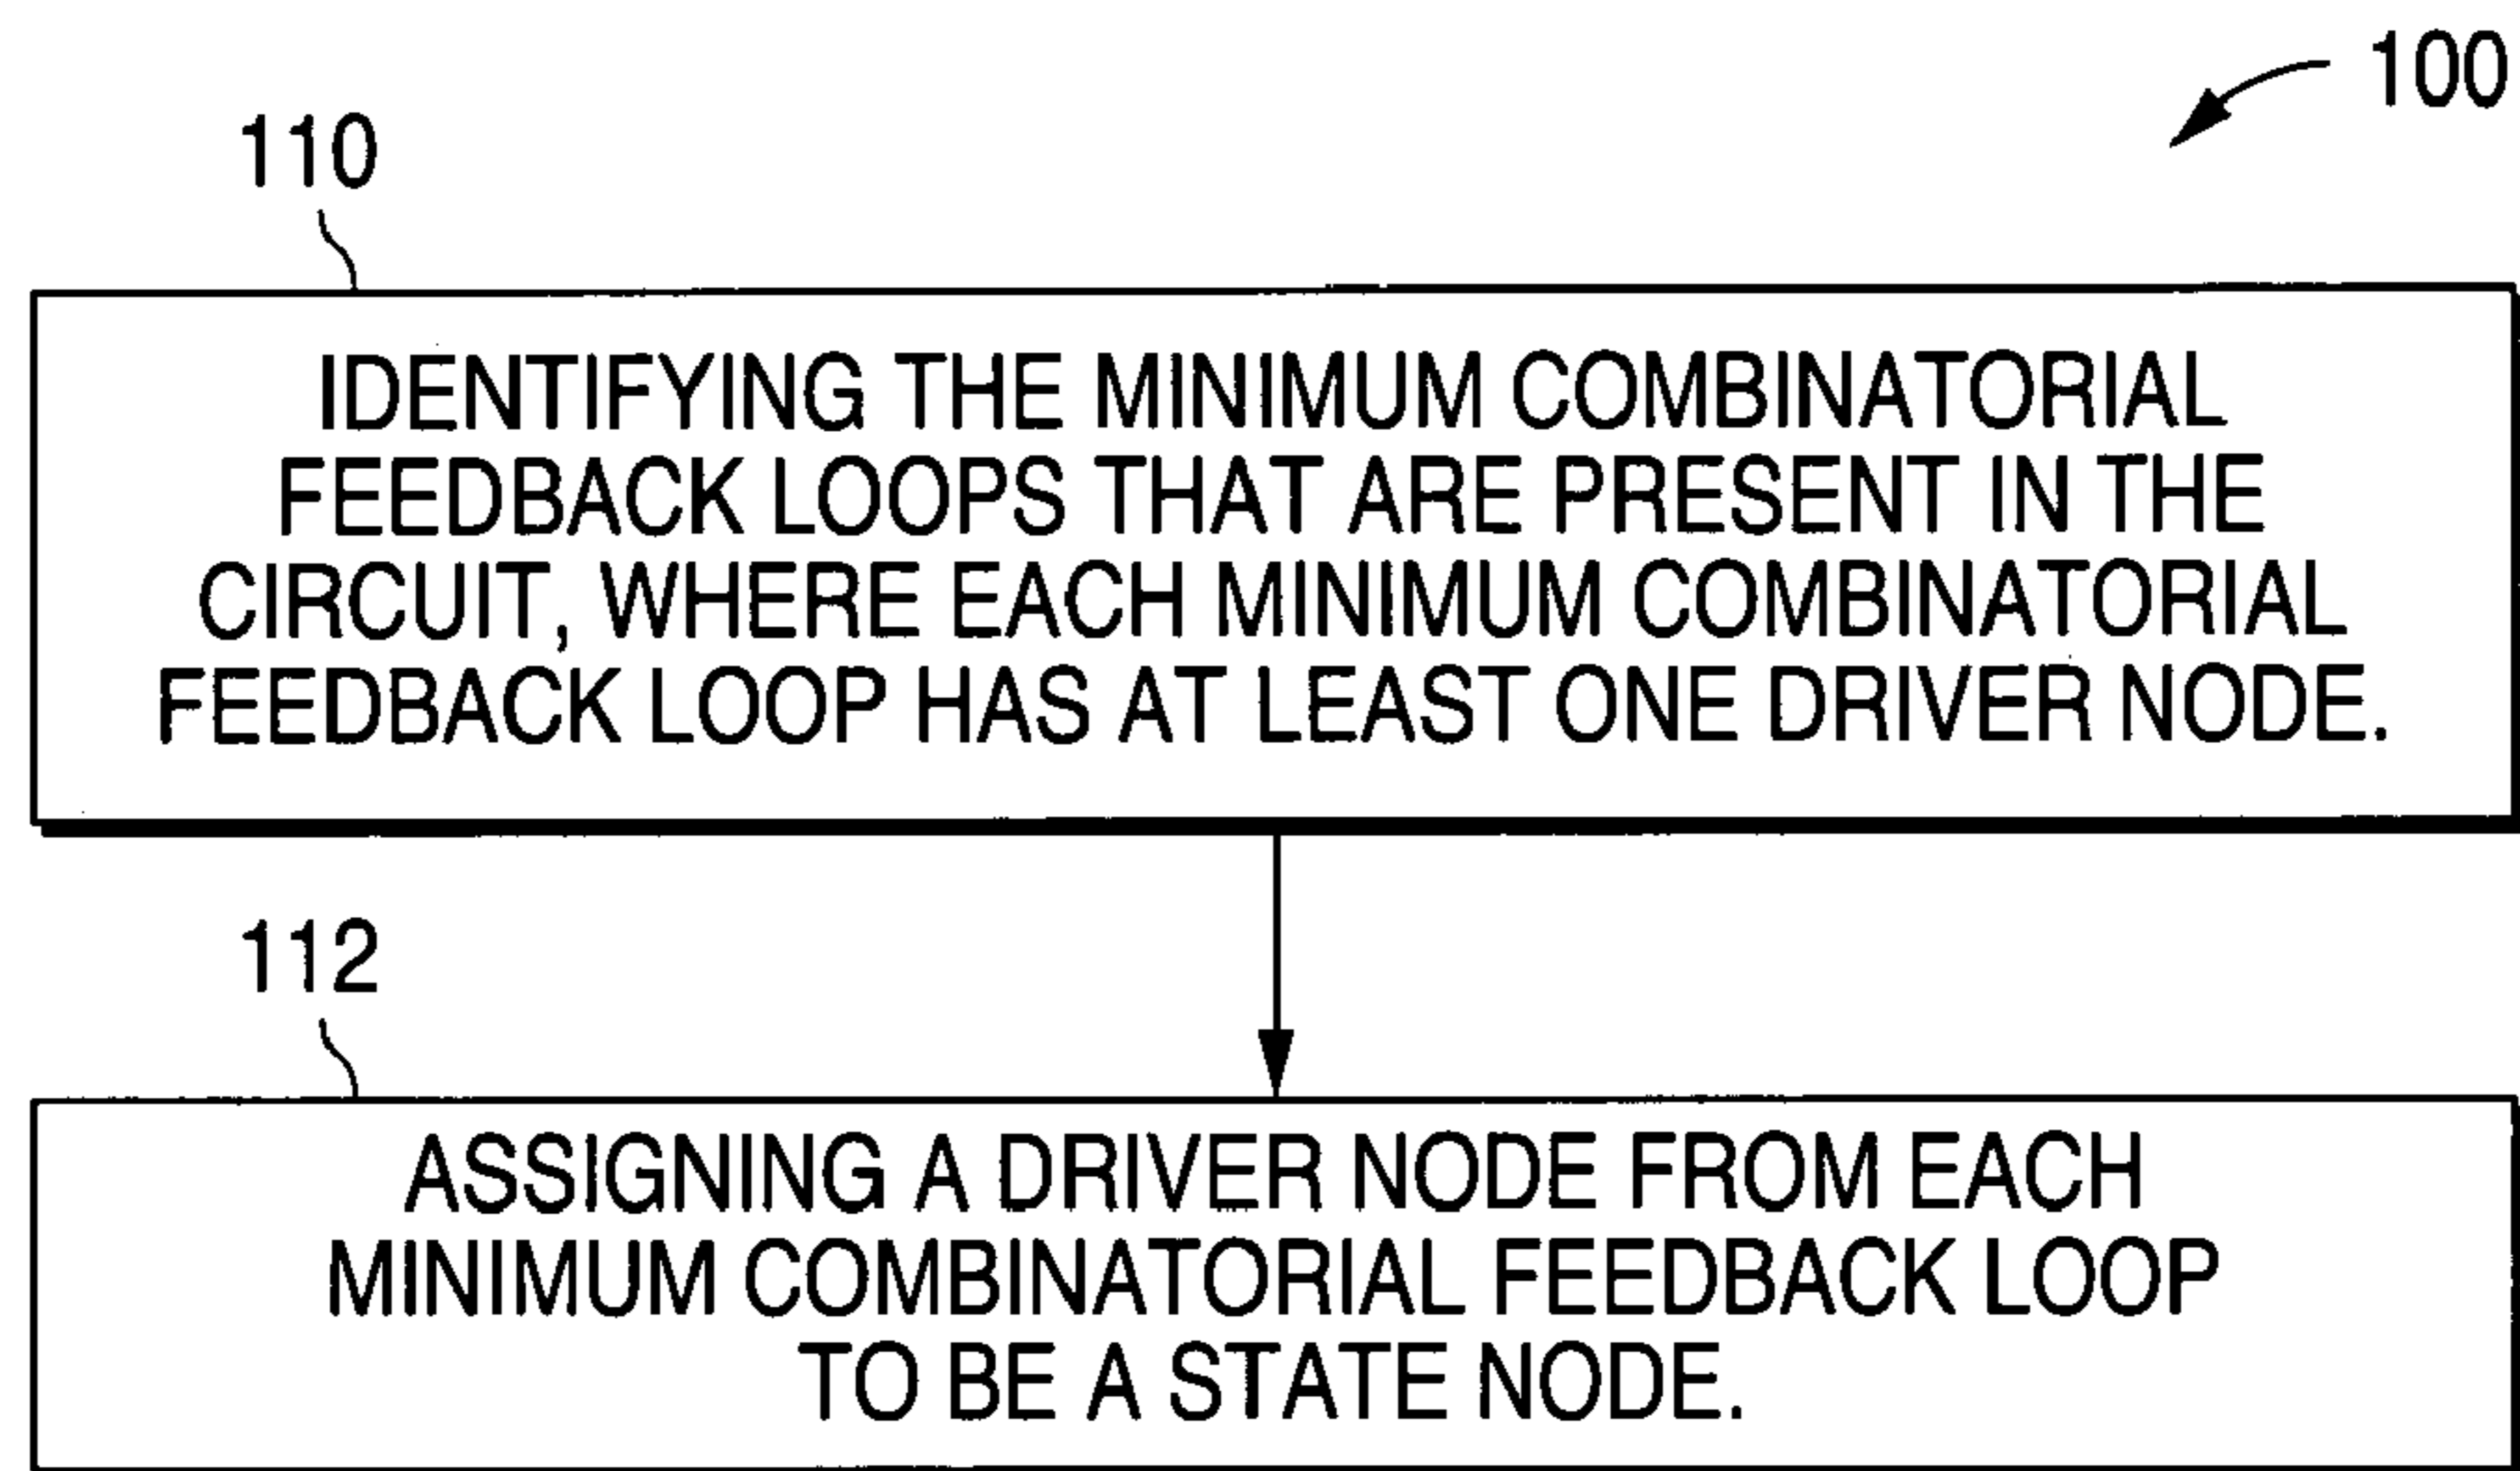 100
110
IDENTIFYING THE MINIMUM COMBINATORIAL
FEEDBACK LOOPS THAT ARE PRESENT IN THE
CIRCUIT, WHERE EACH MINIMUM COMBINATORIAL
FEEDBACK LOOP HAS AT LEAST ONE DRIVER NODE.
112
ASSIGNING A DRIVER NODE FROM EACH
MINIMUM COMBINATORIAL FEEDBACK LOOP
TO BE A STATE NODE.